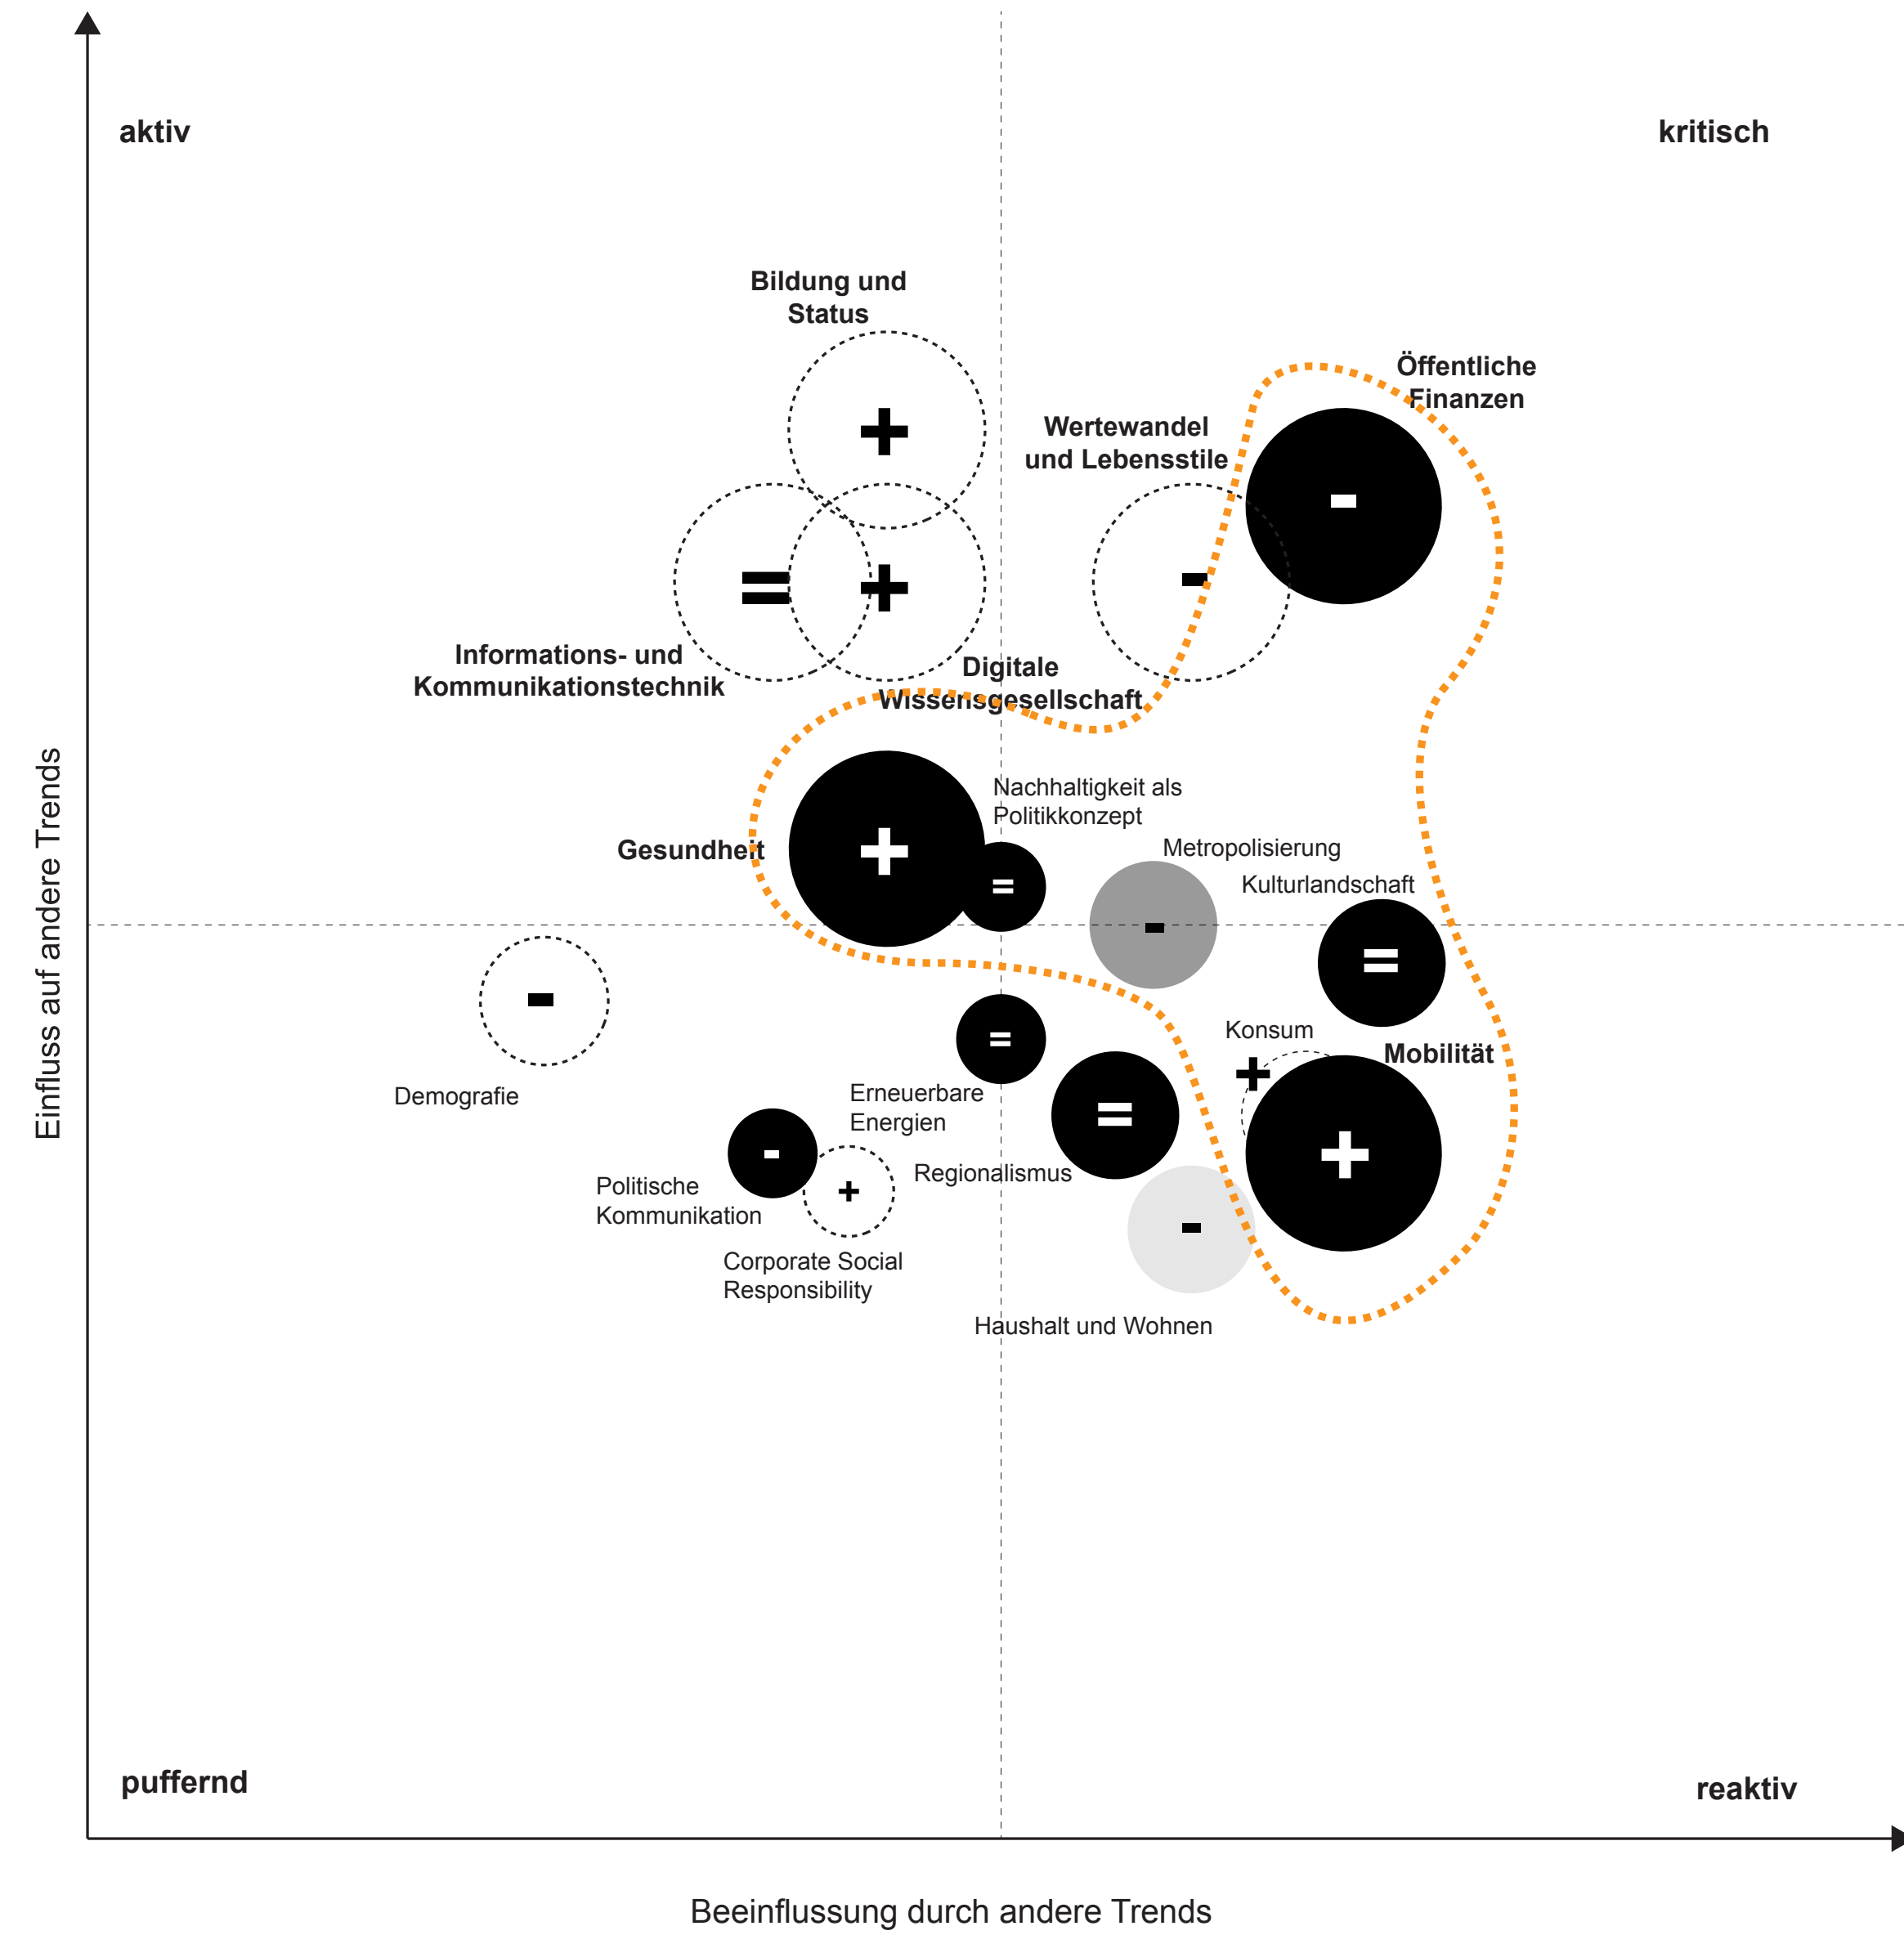 aktiv
kritisch
Bildung und
Status
Öffentliche
Finanzen
Wertewandel
und Lebensstile
+
-
-
=
+
Informations- und
Kommunikationstechnik
Digitale
Wissensgesellschaft
Nachhaltigkeit als
Politikkonzept
Gesundheit
+
=
Metropolisierung
Kulturlandschaft
-
=
-
=
Konsum
Mobilität
+
Demografie
Erneuerbare
Energien
=
+
-
+
Politische
Kommunikation
Regionalismus
-
Corporate Social
Responsibility
Haushalt und Wohnen
Einfluss auf andere Trends
puffernd
reaktiv
Beeinflussung durch andere Trends